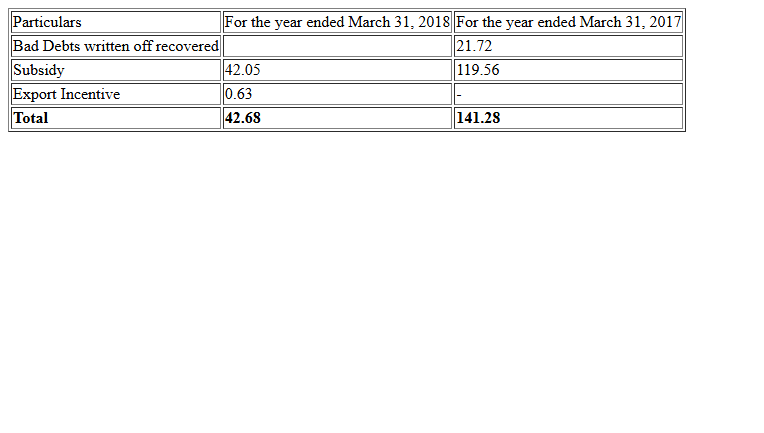 Particulars For the year ended March 31, 2018 For the year ended March 31, 2017
Bad Debts written off recovered 21.72
Subsidy 42.05 119.56
Export Incentive 0.63 -
Total 42.68 141.28